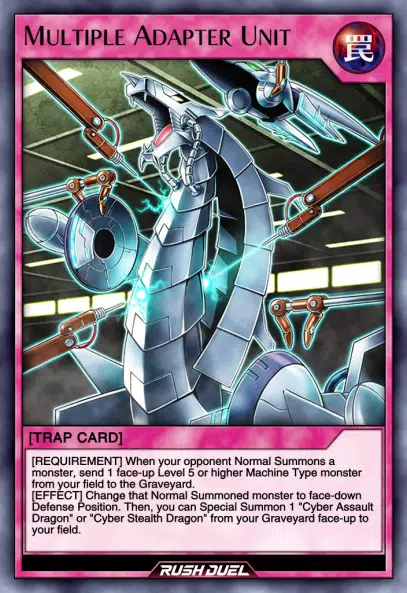 MULTIPLE ADAPTER UNIT
罠
[TRAP CARD]
[REQUIREMENT] When your opponent Normal Summons a
monster, send 1 face-up Level 5 or higher Machine Type monster
from your field to the Graveyard.
[EFFECT] Change that Normal Summoned monster to face-down
Defense Position. Then, you can Special Summon 1 "Cyber Assault
Dragon" or "Cyber Stealth Dragon" from your Graveyard face-up to
your field.
RUSH DUEL